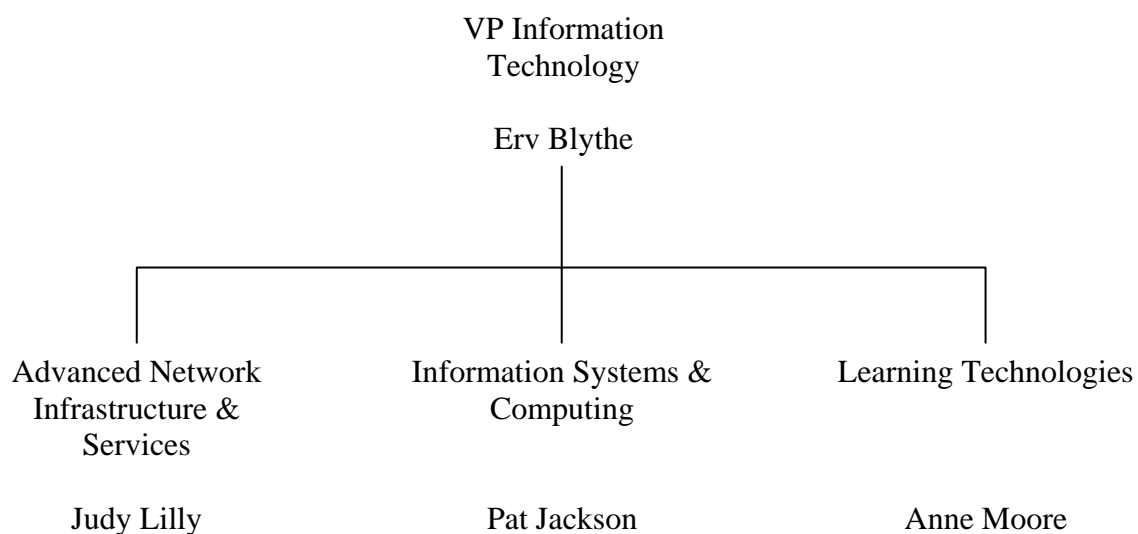 VP Information
Technology
Erv Blythe
Advanced Network
Infrastructure &
Services
Judy Lilly
Information Systems &
Computing
Pat Jackson
Learning Technologies
Anne Moore